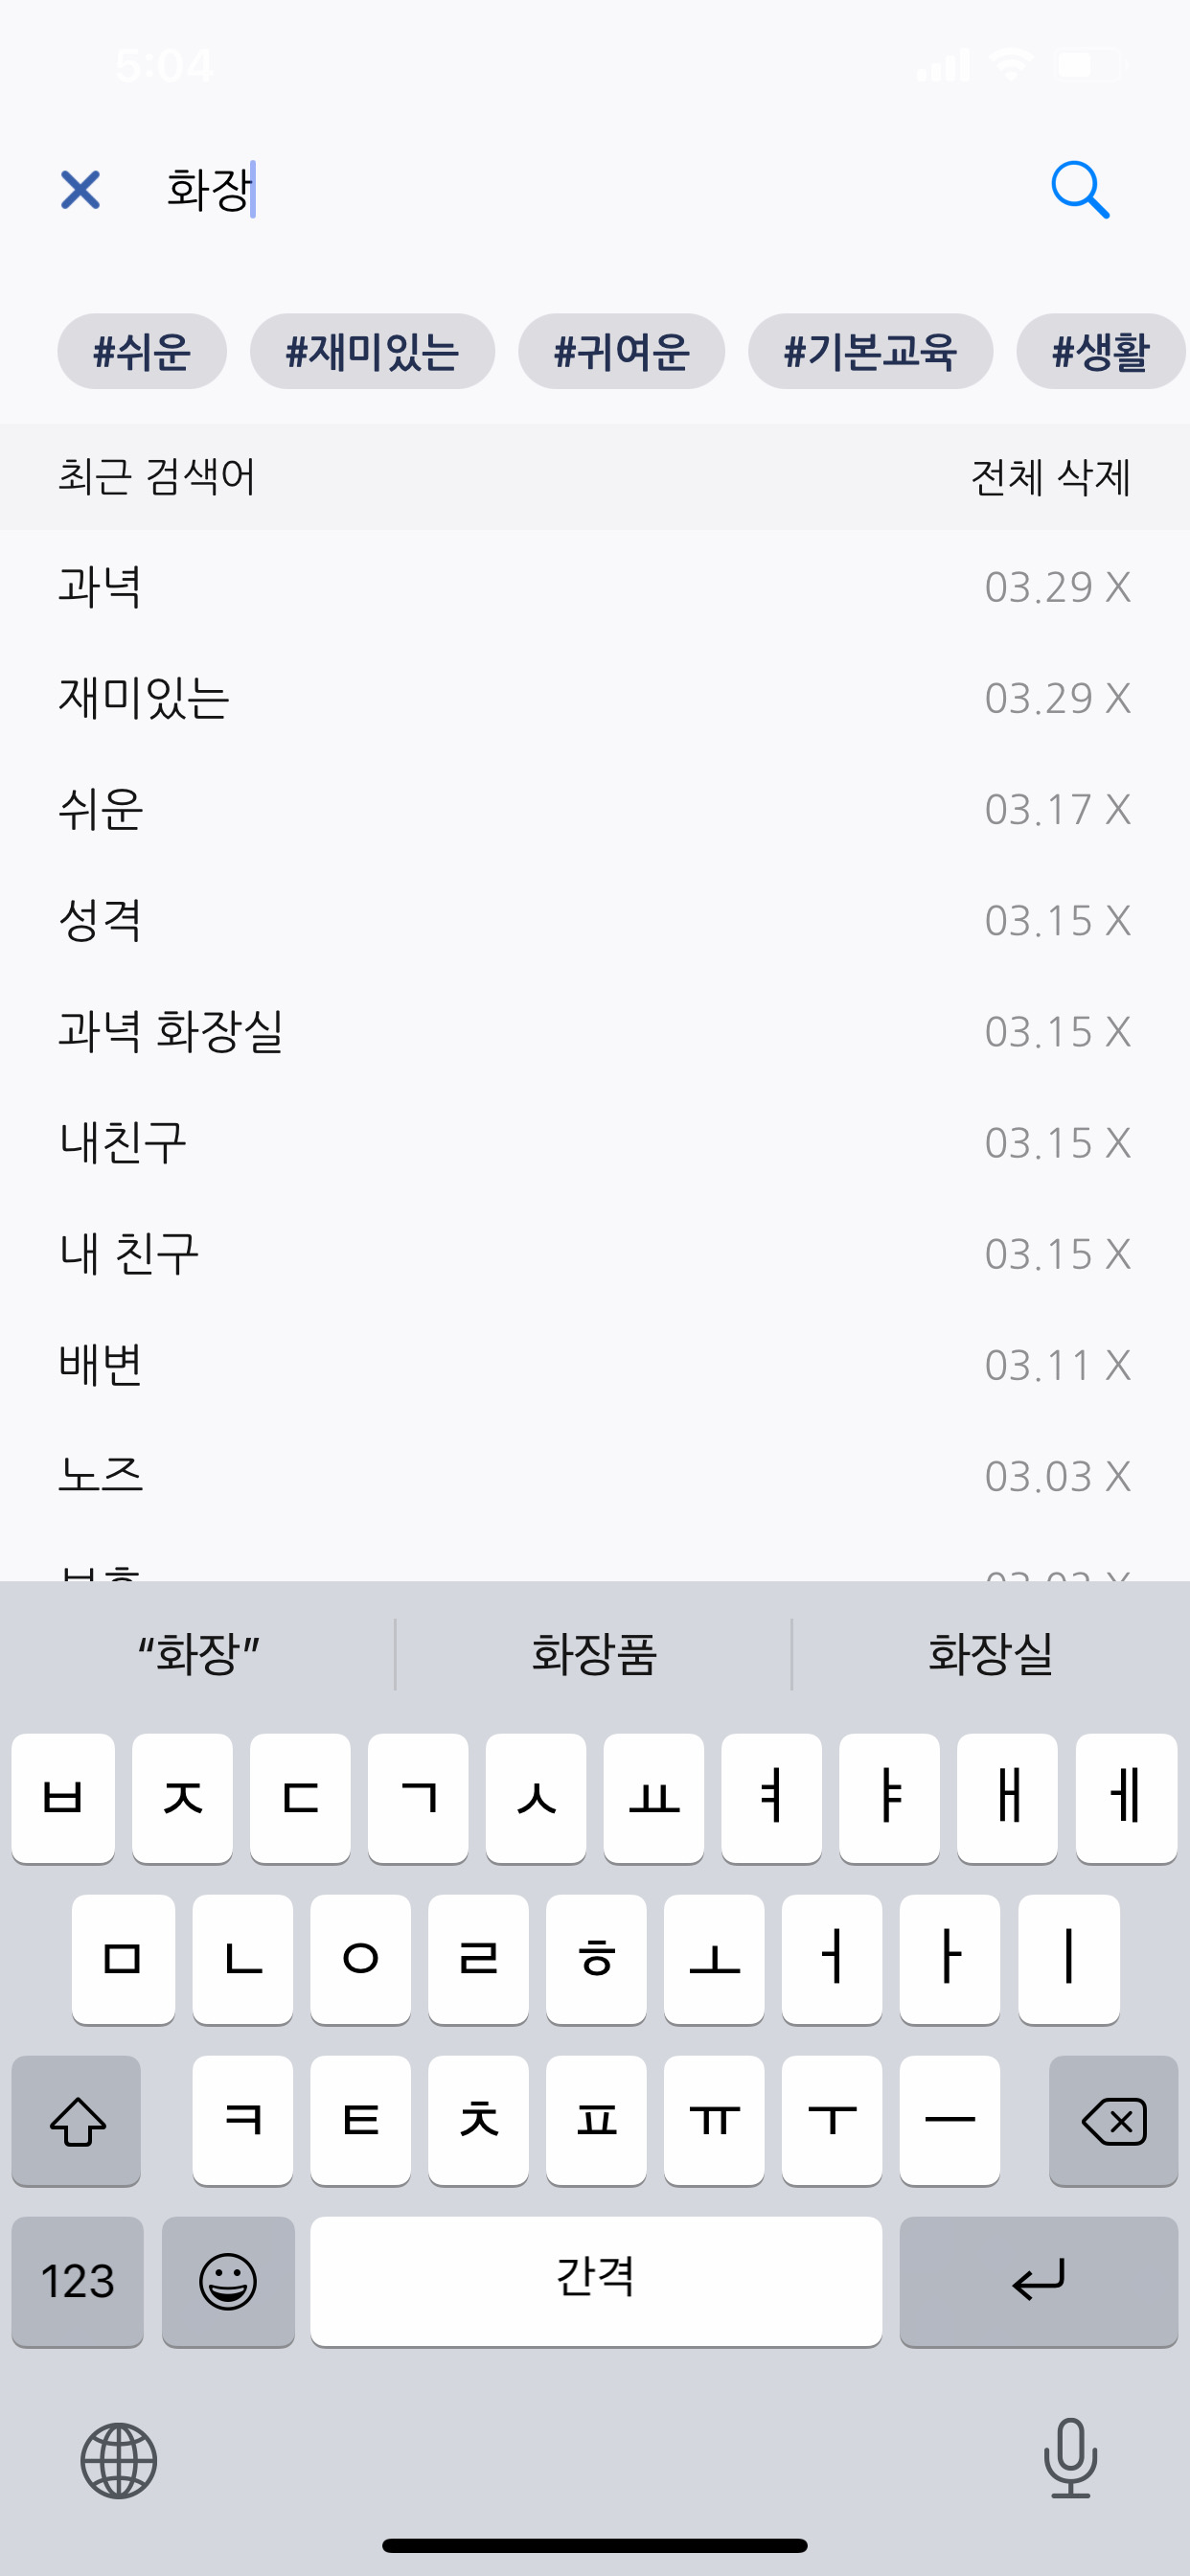 5:04
화장
#쉬운 #재미있는 #귀여운 #기본교육 #생활
최근 검색어 전체 삭제
과녁 03.29 X
재미있는 03.29 X
쉬운 03.17 X
성격 03.15 X
과녁 화장실 03.15 X
내친구 03.15 X
내 친구 03.15 X
배변 03.11 X
노즈 03.03 X
“화장” 화장품 화장실
ㅂ ㅈ ㄷ ㄱ ㅅ ㅛ ㅕ ㅑ ㅐ ㅔ
ㅁ ㄴ ㅇ ㄹ ㅎ ㅗ ㅓ ㅏ ㅣ
ㅋ ㅌ ㅊ ㅍ ㅠ ㅜ ㅡ
123 간격